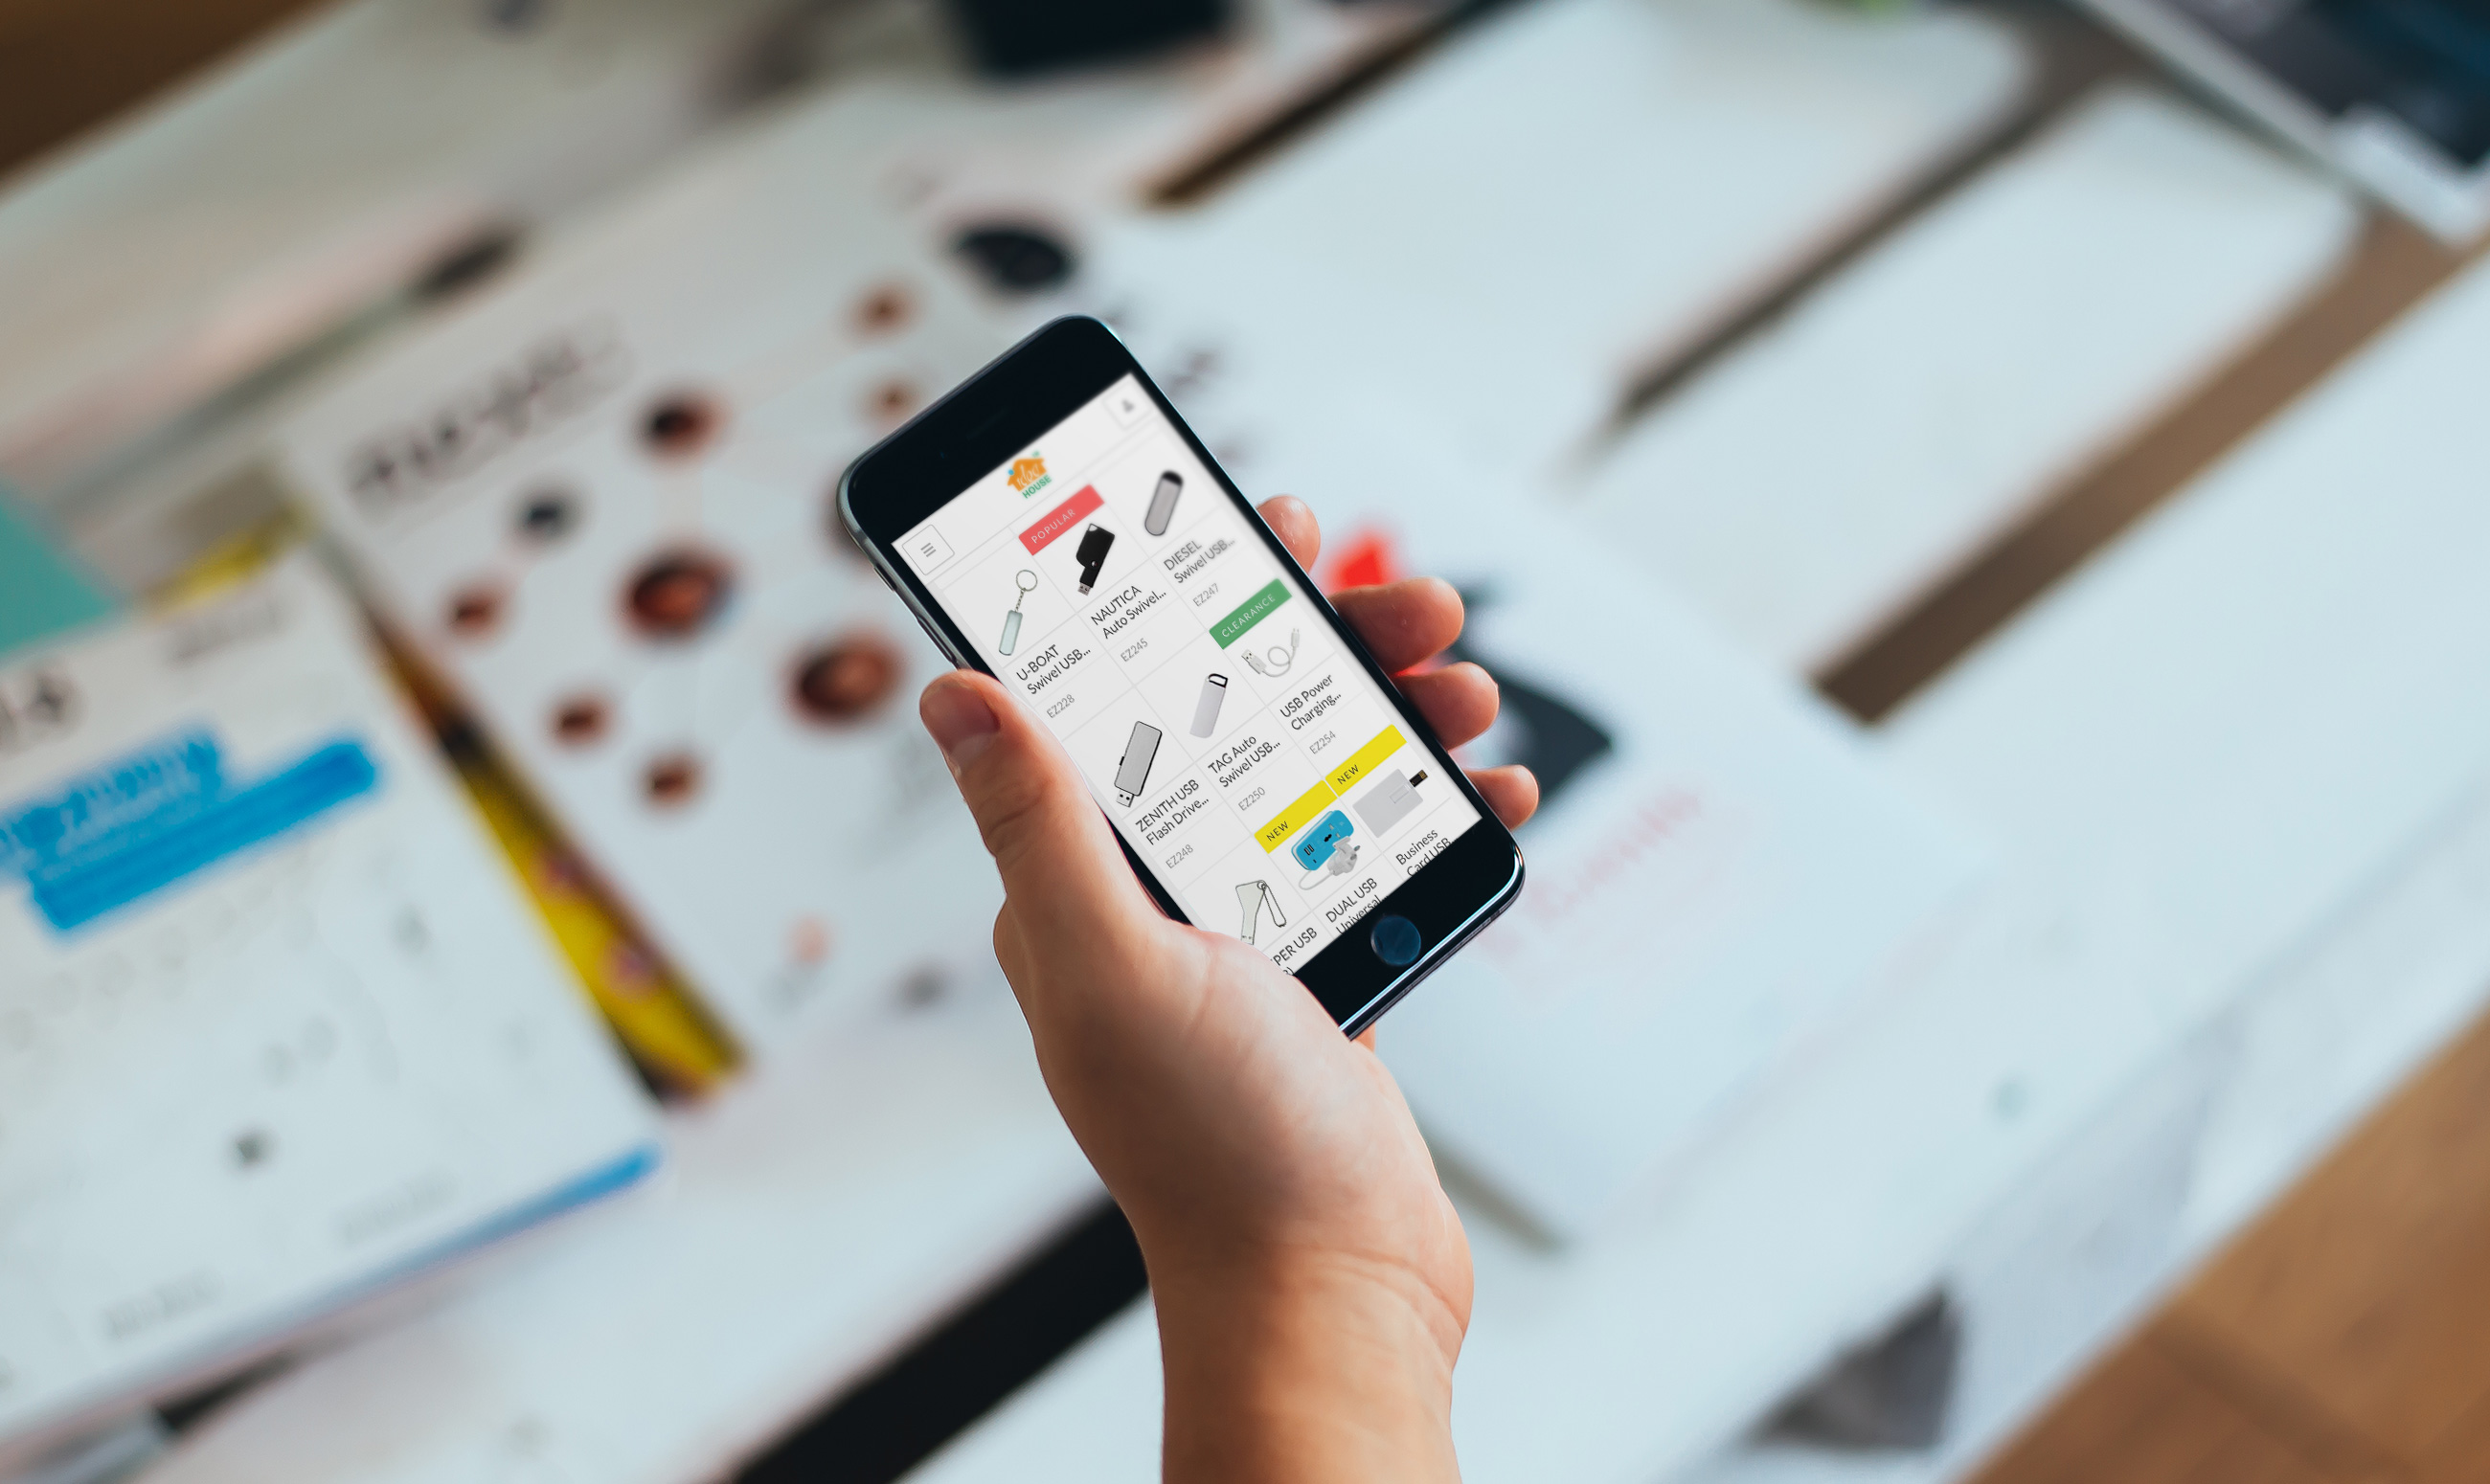 HOUSE
POPULAR
U-BOAT
Swivel USB...
EZ228
NAUTICA
Auto Swivel...
EZ245
DIESEL
Swivel USB...
EZ247
CLEARANCE
ZENITH USB
Flash Drive...
EZ248
TAG Auto
Swivel USB...
EZ250
USB Power
Charging...
EZ254
NEW
NEW
PER USB
DUAL USB
Universal
Business
Card USB